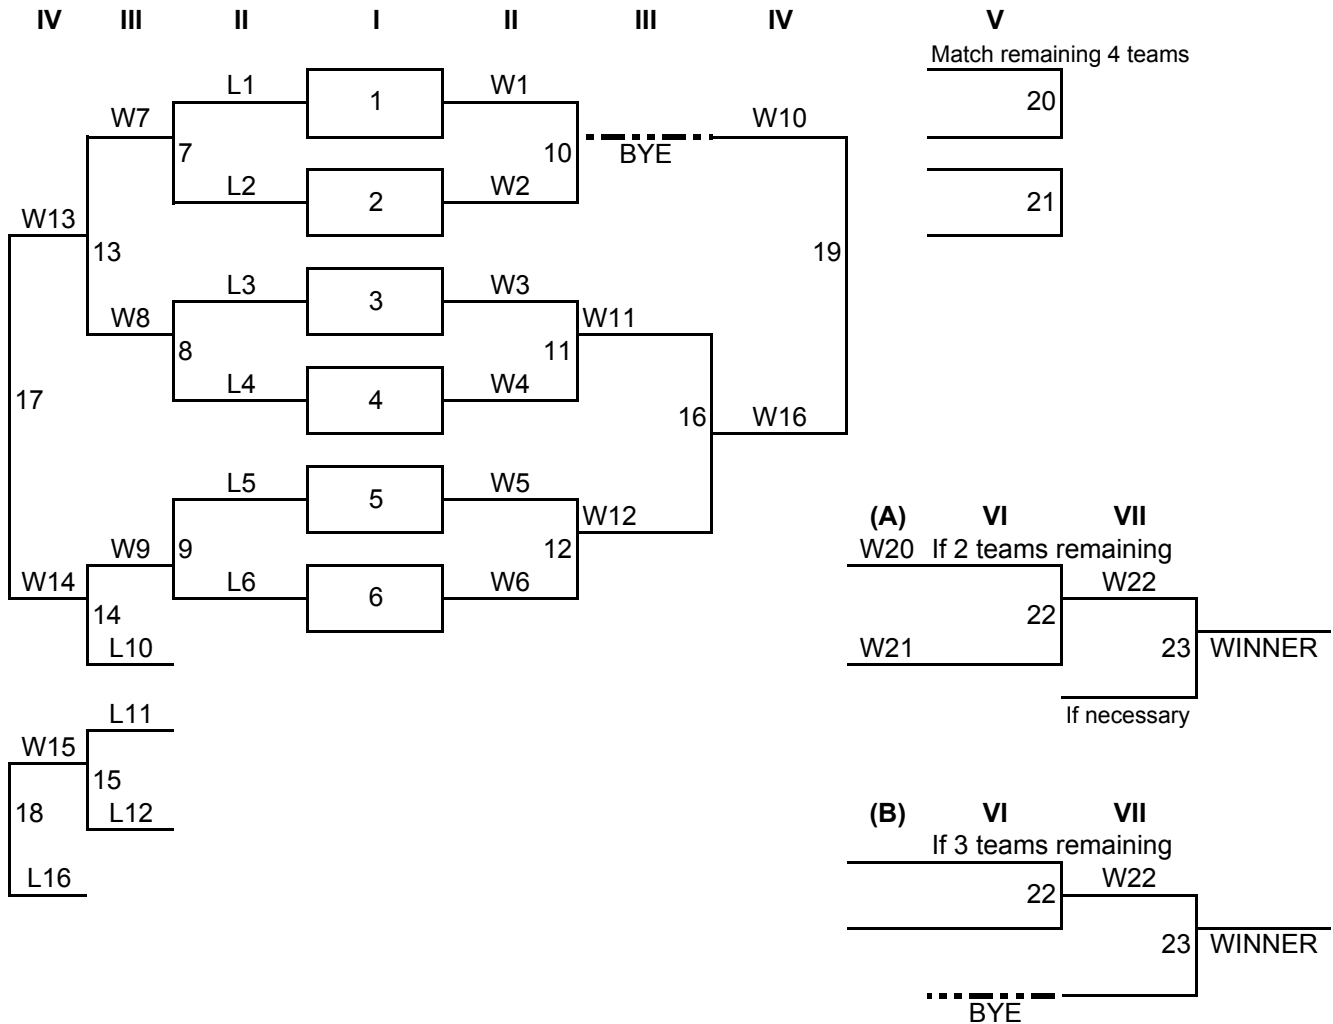 IV III II I II III IV V
Match remaining 4 teams
L1 1 W1 20
W7 W10
7 10 BYE
L2 2 W2 21
W13
13 19
L3 3 W3
W8 W11
8 11
L4 4 W4
17
16 W16
L5 5 W5
W12
(A) VI VII
W9 9 12 W20 If 2 teams remaining
W14 L6 6 W6 W22
14 22
L10 W21 23 WINNER
L11 If necessary
W15
15
18 L12 (B) VI VII
If 3 teams remaining
L16 22 W22
23 WINNER
BYE